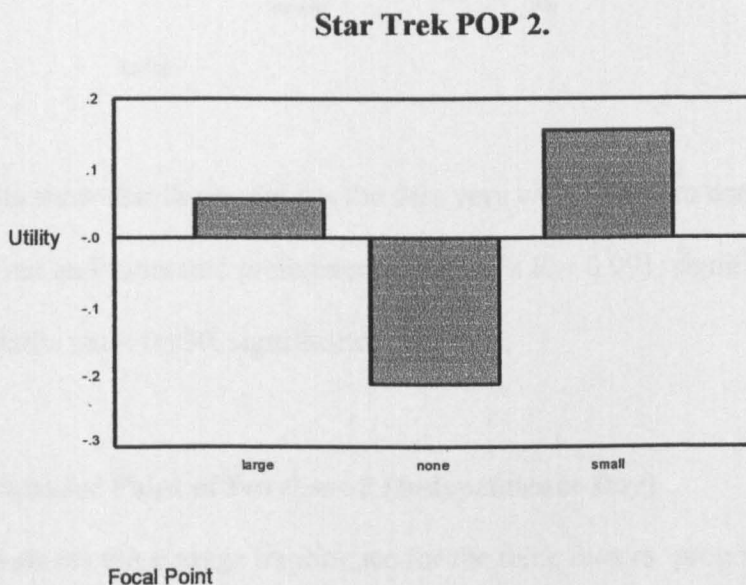 Star Trek POP 2.
.2
.1
Utility
-.0
-.1
-.2
-.3
large none small
Focal Point